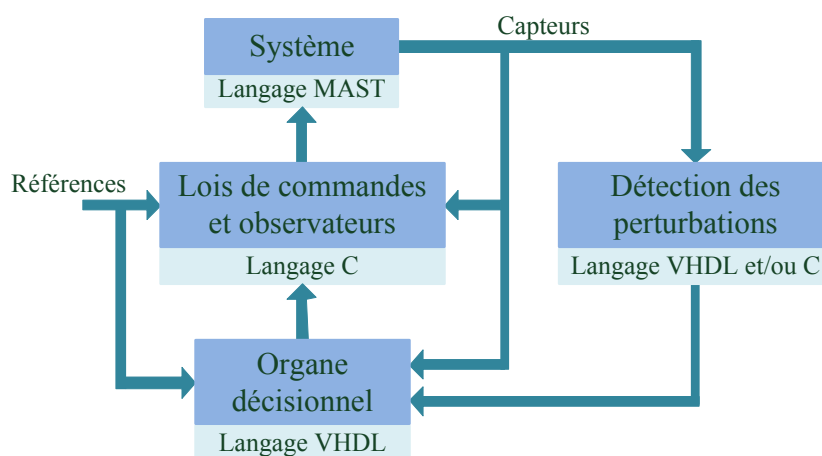 Capteurs
Système
Langage MAST
Références
Lois de commandes
et observateurs
Langage C
Détection des
perturbations
Langage VHDL et/ou C
Organe
décisionnel
Langage VHDL